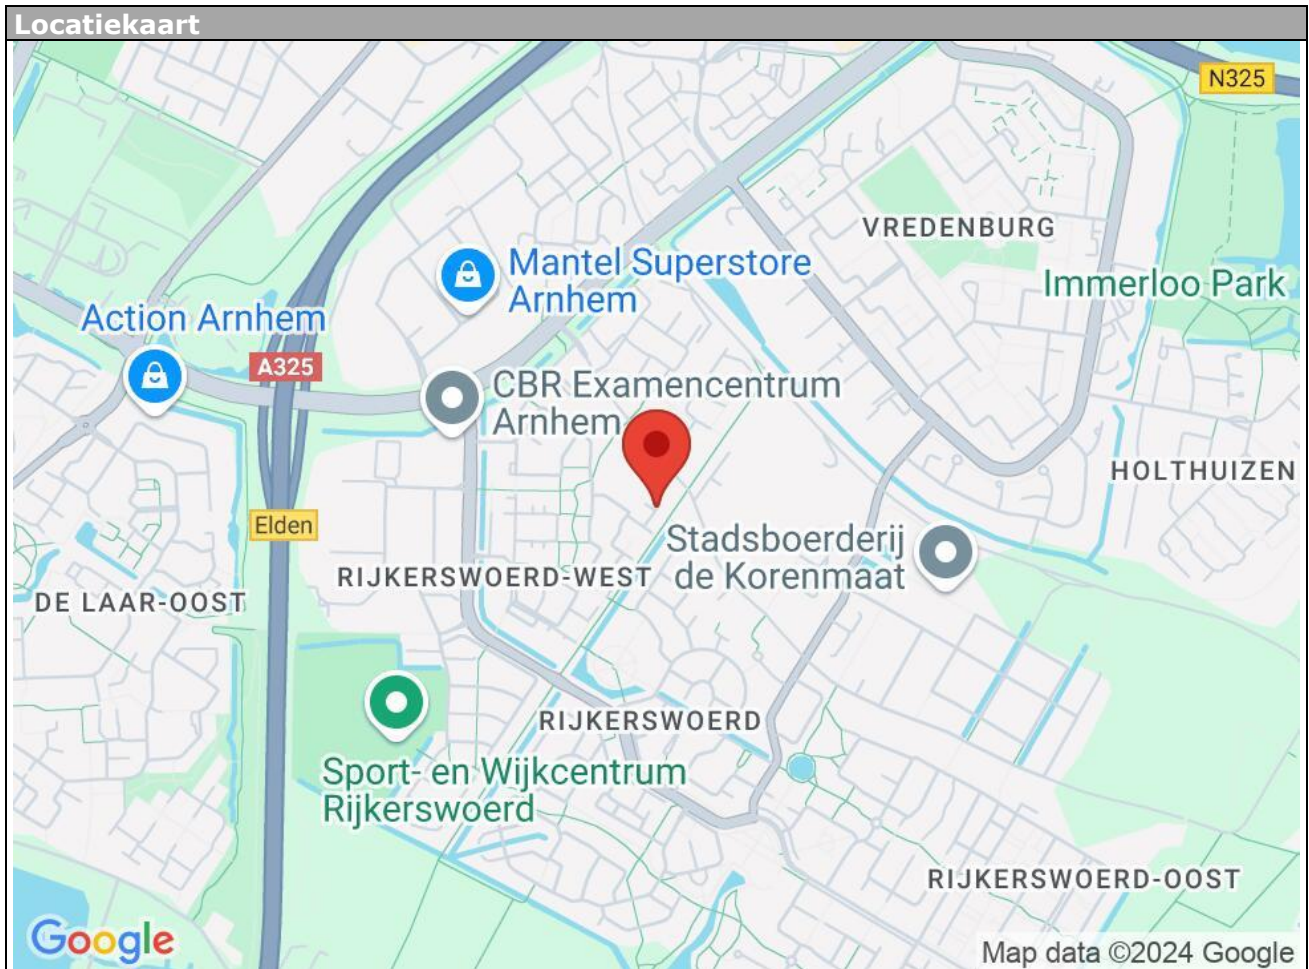 Locatiekaart
N325
VREDENBURG
Mantel Superstore
Arnhem
Immerloo Park
Action Arnhem
A325
CBR Examencentrum
Arnhem
HOLTHUIZEN
Elden
Stadsboerderij
de Korenmaat
RIJKERSWOERD-WEST
DE LAAR-OOST
RIJKERSWOERD
Sport- en Wijkcentrum
Rijkerswoerd
RIJKERSWOERD-OOST
Google
Map data ©2024 Google